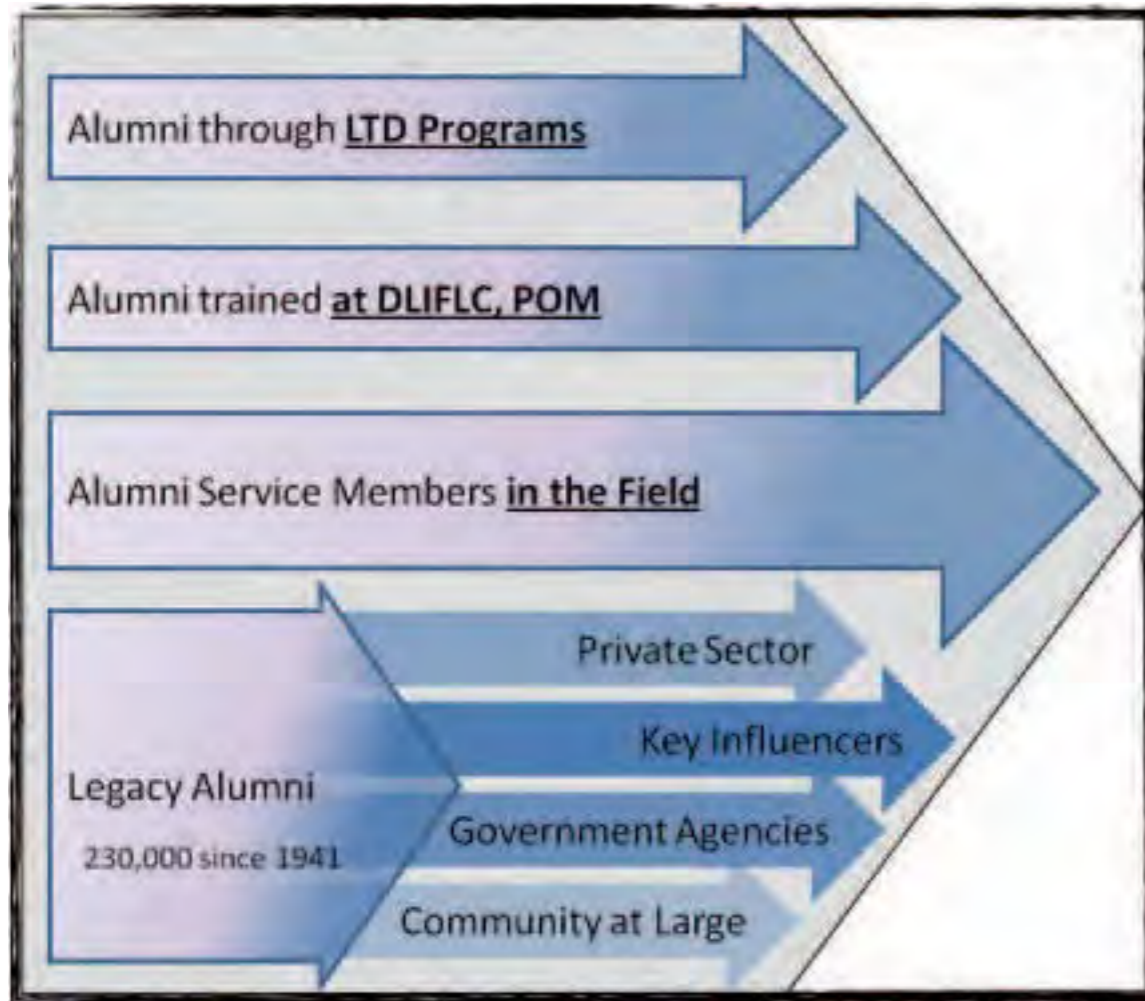 Alumni through LTD Programs
Alumni trained at DLIFLC, POM
Alumni Service Members in the Field
Private Sector
Key Influencers
Legacy Alumni
230,000 since 1941
Government Agencies
Community at Large